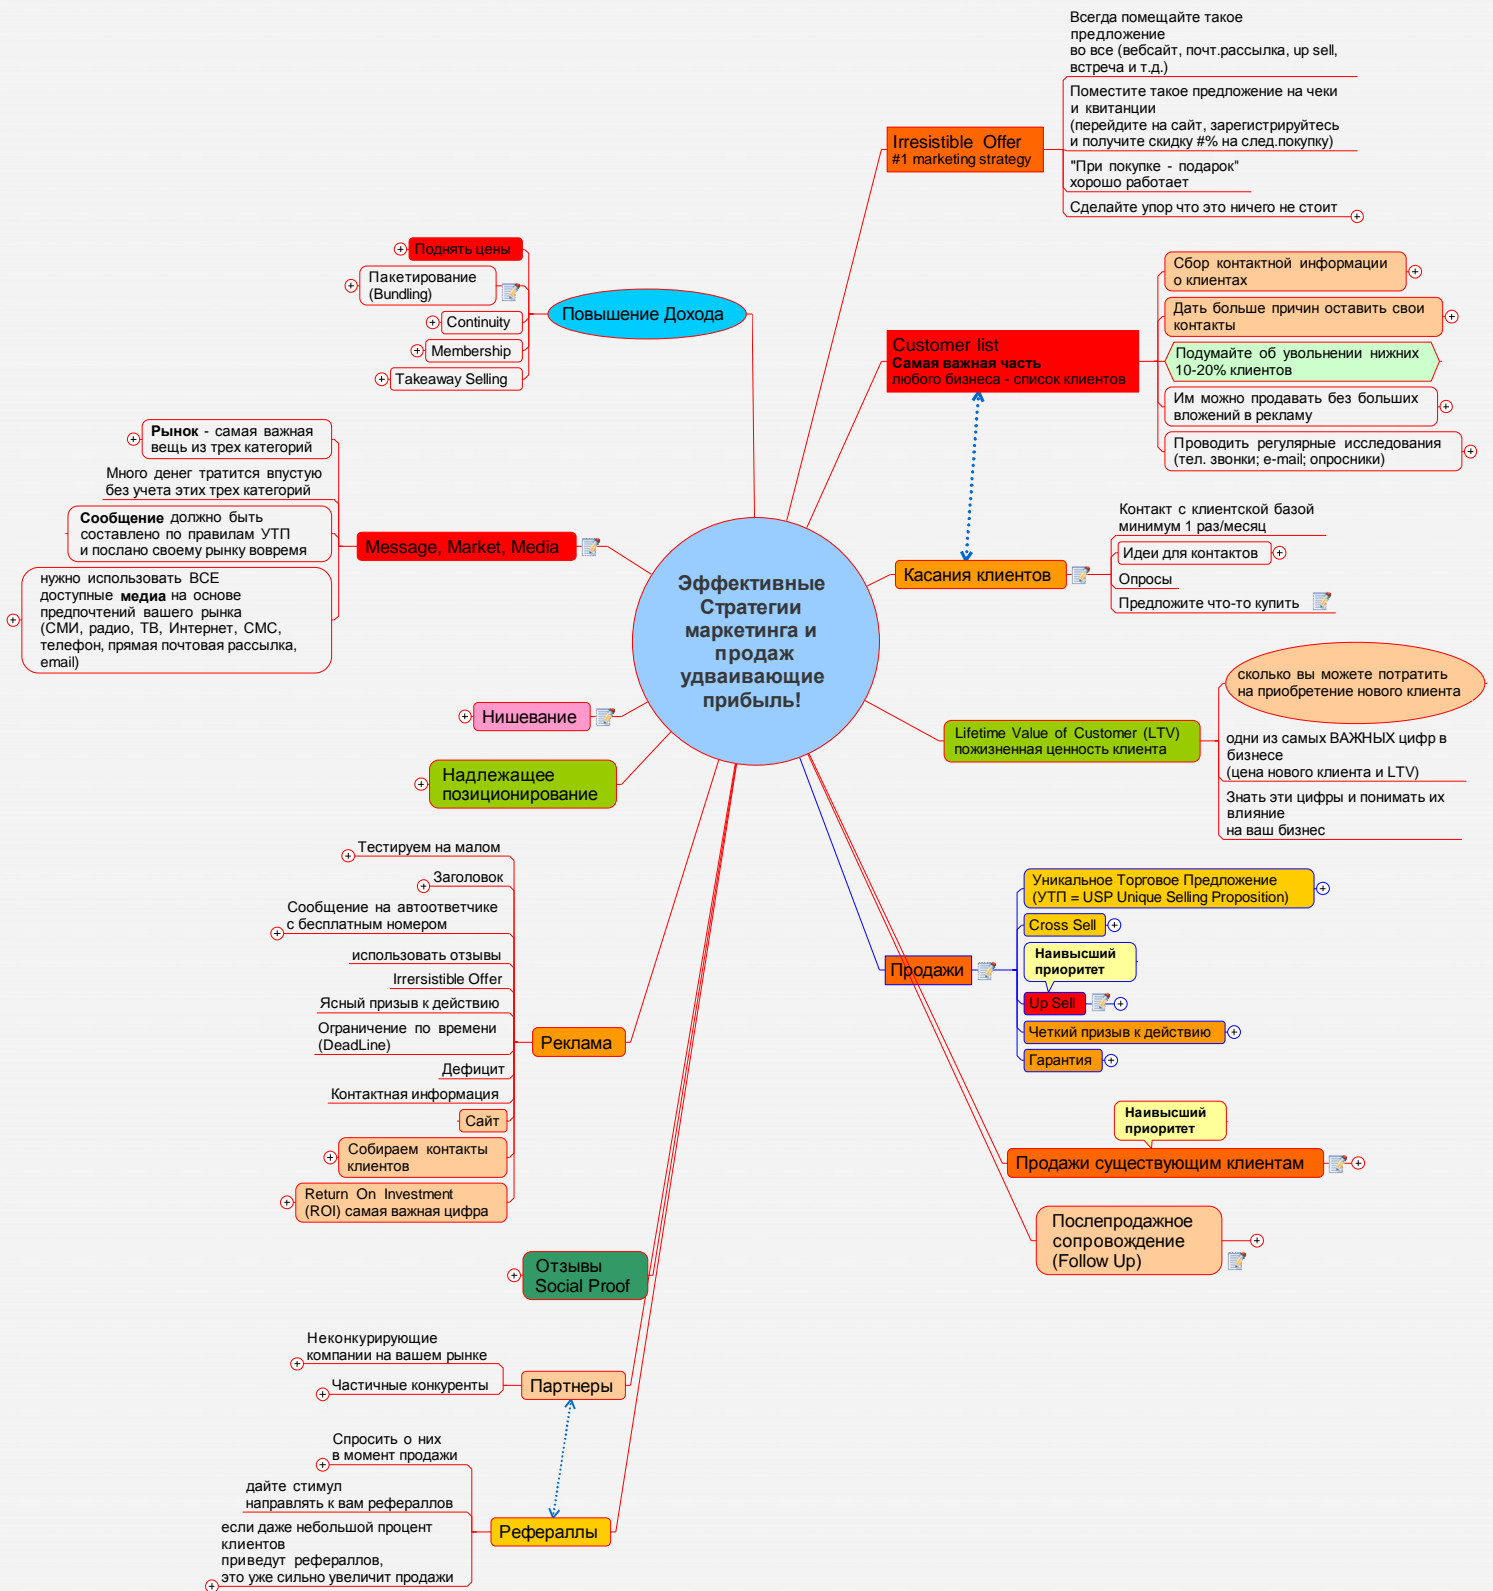 Эффективные
Стратегии
маркетинга и
продаж
удваивающие
прибыль!
Irresistible Offer
#1 marketing strategy
Всегда помещайте такое
предложение
во все (вебсайт, почт.рассылка, up sell,
встреча и т.д.)
Поместите такое предложение на чеки
и квитанции
(перейдите на сайт, зарегистрируйтесь
и получите скидку #% на след.покупку)
"При покупке - подарок"
хорошо работает
Сделайте упор что это ничего не стоит
Customer list
Самая важная часть
любого бизнеса - список клиентов
Сбор контактной информации
о клиентах
Дать больше причин оставить свои
контакты
Подумайте об увольнении нижних
10-20% клиентов
Им можно продавать без больших
вложений в рекламу
Проводить регулярные исследования
(тел. звонки; e-mail; опросники)
Касания клиентов
Контакт с клиентской базой
минимум 1 раз/месяц
Идеи для контактов
Опросы
Предложите что-то купить
Lifetime Value of Customer (LTV)
пожизненная ценность клиента
сколько вы можете потратить
на приобретение нового клиента
одни из самых ВАЖНЫХ цифр в
бизнесе
(цена нового клиента и LTV)
Знать эти цифры и понимать их
влияние
на ваш бизнес
Продажи
Уникальное Торговое Предложение
(УТП = USP Unique Selling Proposition)
Cross Sell
Наивысший
приоритет
Up Sell
Четкий призыв к действию
Гарантия
Наивысший
приоритет
Продажи существующим клиентам
Послепродажное
сопровождение
(Follow Up)
Повышение Дохода
Поднять цены
Пакетирование
(Bundling)
Continuity
Membership
Takeaway Selling
Message, Market, Media
Рынок - самая важная
вещь из трех категорий
Много денег тратится впустую
без учета этих трех категорий
Сообщение должно быть
составлено по правилам УТП
и послано своему рынку вовремя
нужно использовать ВСЕ
доступные медиа на основе
предпочтений вашего рынка
(СМИ, радио, ТВ, Интернет, СМС,
телефон, прямая почтовая рассылка,
email)
Нишевание
Надлежащее
позиционирование
Реклама
Тестируем на малом
Заголовок
Сообщение на автоответчике
с бесплатным номером
использовать отзывы
Irrersistible Offer
Ясный призыв к действию
Ограничение по времени
(DeadLine)
Дефицит
Контактная информация
Сайт
Собираем контакты
клиентов
Return On Investment
(ROI) самая важная цифра
Отзывы
Social Proof
Партнеры
Неконкурирующие
компании на вашем рынке
Частичные конкуренты
Рефераллы
Спросить о них
в момент продажи
дайте стимул
направлять к вам рефераллов
если даже небольшой процент
клиентов
приведут рефераллов,
это уже сильно увеличит продажи